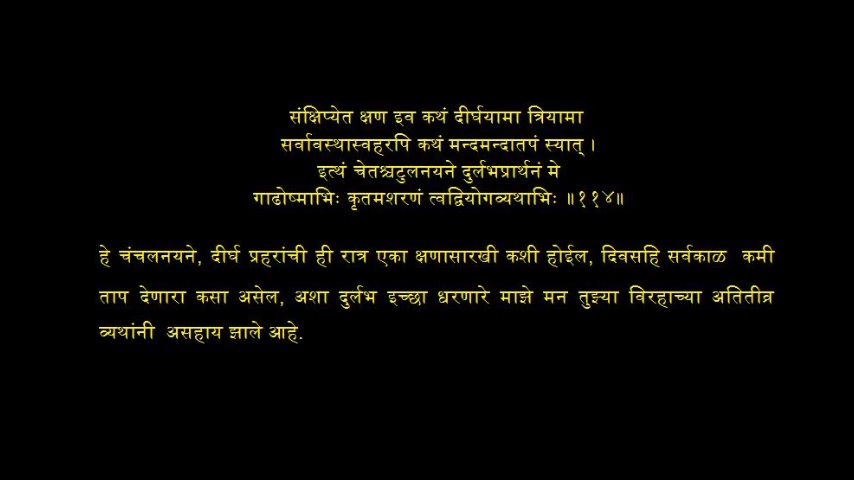 संक्षिप्येत क्षण इव कथं दीर्घयामा त्रियामा
सर्वावस्थास्वहरपि कथं मन्दमन्दातपं स्यात् ।
इत्थं चेतश्चटुलनयने दुर्लभप्रार्थनं मे
गाढोष्माभिः कृतमशरणं त्वद्वियोगव्यथाभिः ॥११४॥
हे चंचलनयने, दीर्घ प्रहरांची ही रात्र एका क्षणासारखी कशी होईल, दिवसहि सर्वकाळ कमी
ताप देणारा कसा असेल, अशा दुर्लभ इच्छा धरणारे माझे मन तुझ्या विरहाच्या अतितीव्र
व्यथांनी असहाय झाले आहे.